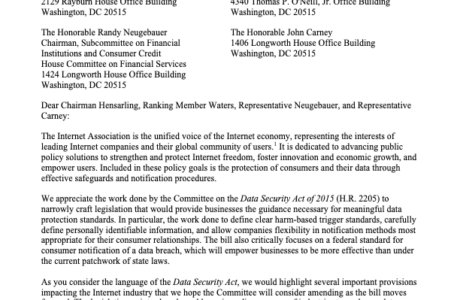 2129 Rayburn House Office Building
Washington, DC 20515
4340 Thomas P. O'Neill, Jr. Office Building
Washington, DC 20515
The Honorable Randy Neugebauer
Chairman, Subcommittee on Financial
Institutions and Consumer Credit
House Committee on Financial Services
1424 Longworth House Office Building
Washington, DC 20515
The Honorable John Carney
1406 Longworth House Office Building
Washington, DC 20515
Dear Chairman Hensarling, Ranking Member Waters, Representative Neugebauer, and Representative
Carney:
The Internet Association is the unified voice of the Internet economy, representing the interests of
leading Internet companies and their global community of users.1 It is dedicated to advancing public
policy solutions to strengthen and protect Internet freedom, foster innovation and economic growth, and
empower users. Included in these policy goals is the protection of consumers and their data through
effective safeguards and notification procedures.
We appreciate the work done by the Committee on the Data Security Act of 2015 (H.R. 2205) to
narrowly craft legislation that would provide businesses the guidance necessary for meaningful data
protection standards. In particular, the work done to define clear harm-based trigger standards, carefully
define personally identifiable information, and allow companies flexibility in notification methods most
appropriate for their consumer relationships. The bill also critically focuses on a federal standard for
consumer notification of a data breach, which will empower businesses to be more effective than under
the current patchwork of state laws.
As you consider the language of the Data Security Act, we would highlight several important provisions
impacting the Internet industry that we hope the Committee will consider amending as the bill moves